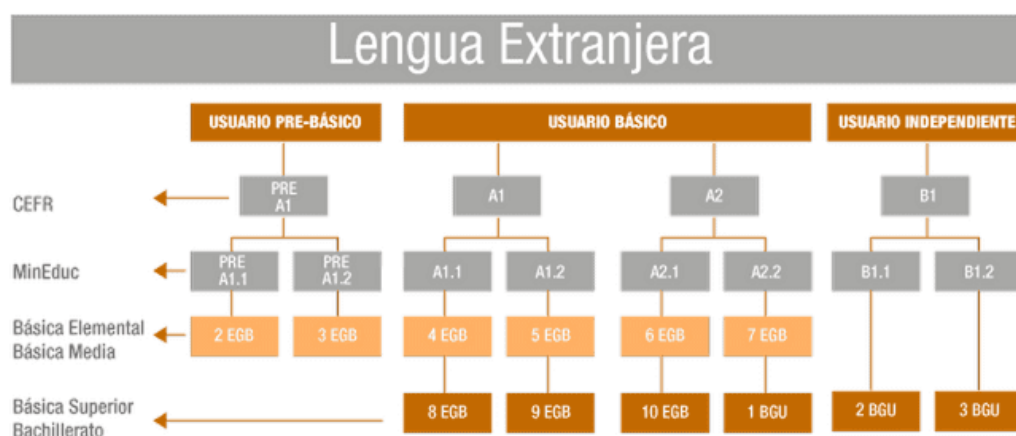 Lengua Extranjera
USUARIO PRE-BÁSICO
USUARIO BÁSICO
USUARIO INDEPENDIENTE
CEFR
PRE
A1
A1
A2
B1
MinEduc
PRE
A1.1
PRE
A1.2
A1.1
A1.2
A2.1
A2.2
B1.1
B1.2
Básica Elemental
Básica Media
2 EGB
3 EGB
4 EGB
5 EGB
6 EGB
7 EGB
Básica Superior
Bachillerato
8 EGB
9 EGB
10 EGB
1 BGU
2 BGU
3 BGU